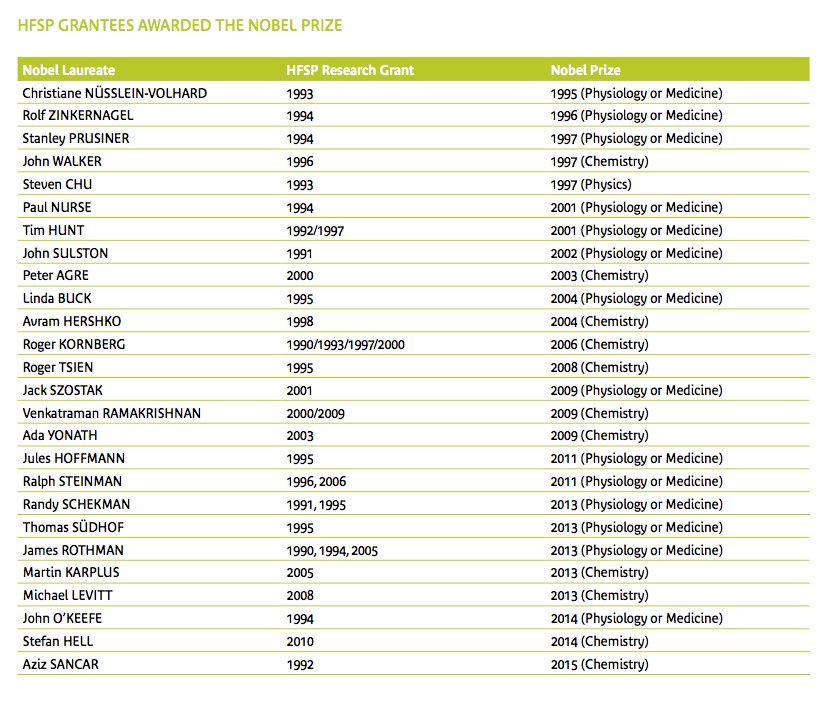 HFSP GRANTEES AWARDED THE NOBEL PRIZE
Nobel Laureate HFSP Research Grant Nobel Prize
Christiane NÜSSLEIN-VOLHARD 1993 1995 (Physiology or Medicine)
Rolf ZINKERNAGEL 1994 1996 (Physiology or Medicine)
Stanley PRUSINER 1994 1997 (Physiology or Medicine)
John WALKER 1996 1997 (Chemistry)
Steven CHU 1993 1997 (Physics)
Paul NURSE 1994 2001 (Physiology or Medicine)
Tim HUNT 1992/1997 2001 (Physiology or Medicine)
John SULSTON 1991 2002 (Physiology or Medicine)
Peter AGRE 2000 2003 (Chemistry)
Linda BUCK 1995 2004 (Physiology or Medicine)
Avram HERSHKO 1998 2004 (Chemistry)
Roger KORNBERG 1990/1993/1997/2000 2006 (Chemistry)
Roger TSIEN 1995 2008 (Chemistry)
Jack SZOSTAK 2001 2009 (Physiology or Medicine)
Venkatraman RAMAKRISHNAN 2000/2009 2009 (Chemistry)
Ada YONATH 2003 2009 (Chemistry)
Jules HOFFMANN 1995 2011 (Physiology or Medicine)
Ralph STEINMAN 1996, 2006 2011 (Physiology or Medicine)
Randy SCHEKMAN 1991, 1995 2013 (Physiology or Medicine)
Thomas SÜDHOF 1995 2013 (Physiology or Medicine)
James ROTHMAN 1990, 1994, 2005 2013 (Physiology or Medicine)
Martin KARPLUS 2005 2013 (Chemistry)
Michael LEVITT 2008 2013 (Chemistry)
John O’KEEFE 1994 2014 (Physiology or Medicine)
Stefan HELL 2010 2014 (Chemistry)
Aziz SANCAR 1992 2015 (Chemistry)